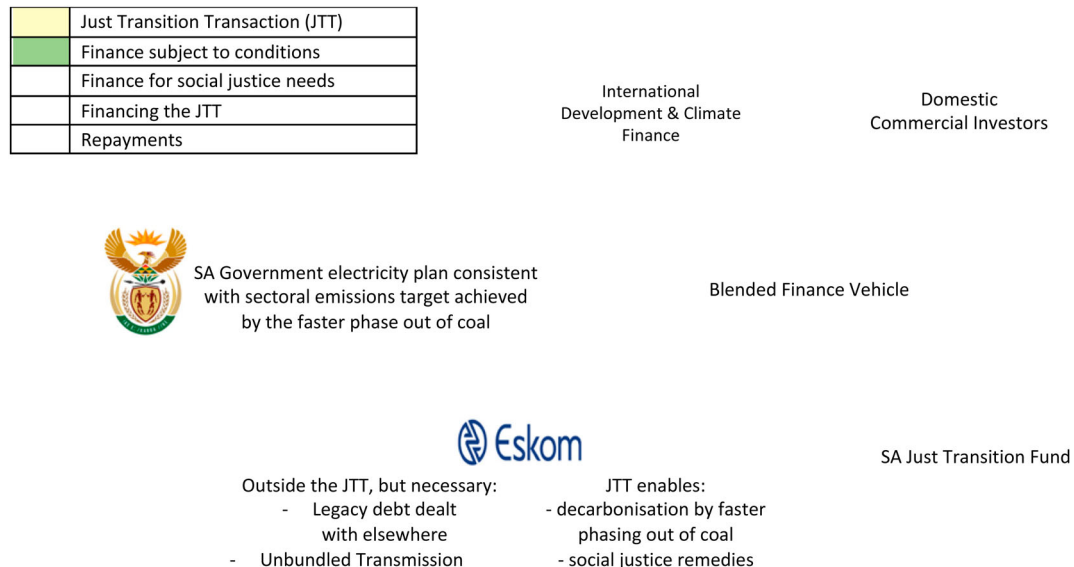 Just Transition Transaction (JTT)
Finance subject to conditions
Finance for social justice needs
Financing the JTT
Repayments
International
Development & Climate
Finance
Domestic
Commercial Investors
SA Government electricity plan consistent
with sectoral emissions target achieved
by the faster phase out of coal
Blended Finance Vehicle
Eskom
SA Just Transition Fund
Outside the JTT, but necessary:
- Legacy debt dealt
with elsewhere
- Unbundled Transmission
JTT enables:
- decarbonisation by faster
phasing out of coal
- social justice remedies